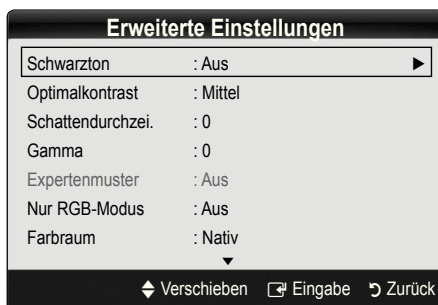 Erweiterte Einstellungen
Schwarzton : Aus
Optimalkontrast : Mittel
Schattendurchzei. : 0
Gamma : 0
Expertenmuster : Aus
Nur RGB-Modus : Aus
Farbraum : Nativ
Verschieben Eingabe Zurück